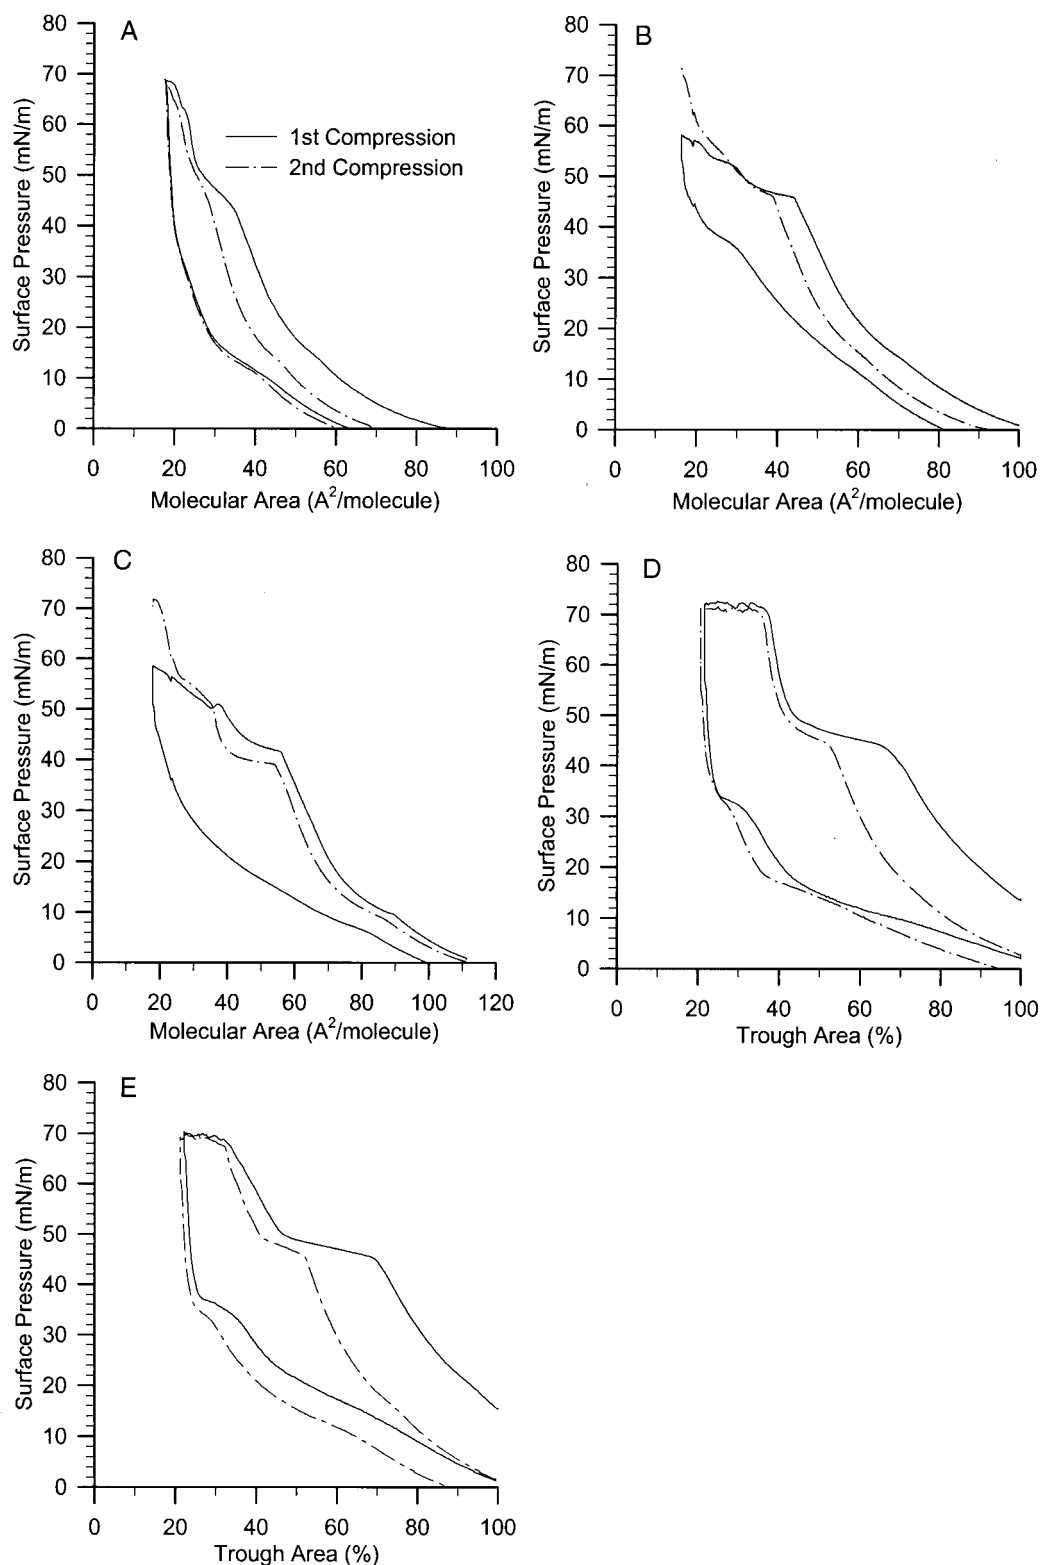 A
80
70
60
50
40
30
20
10
0
Surface Pressure (mN/m)
1st Compression
2nd Compression
0 20 40 60 80 100
Molecular Area (A²/molecule)
B
80
70
60
50
40
30
20
10
0
Surface Pressure (mN/m)
0 20 40 60 80 100
Molecular Area (A²/molecule)
C
80
70
60
50
40
30
20
10
0
Surface Pressure (mN/m)
0 20 40 60 80 100 120
Molecular Area (A²/molecule)
D
80
70
60
50
40
30
20
10
0
Surface Pressure (mN/m)
0 20 40 60 80 100
Trough Area (%)
E
80
70
60
50
40
30
20
10
0
Surface Pressure (mN/m)
0 20 40 60 80 100
Trough Area (%)